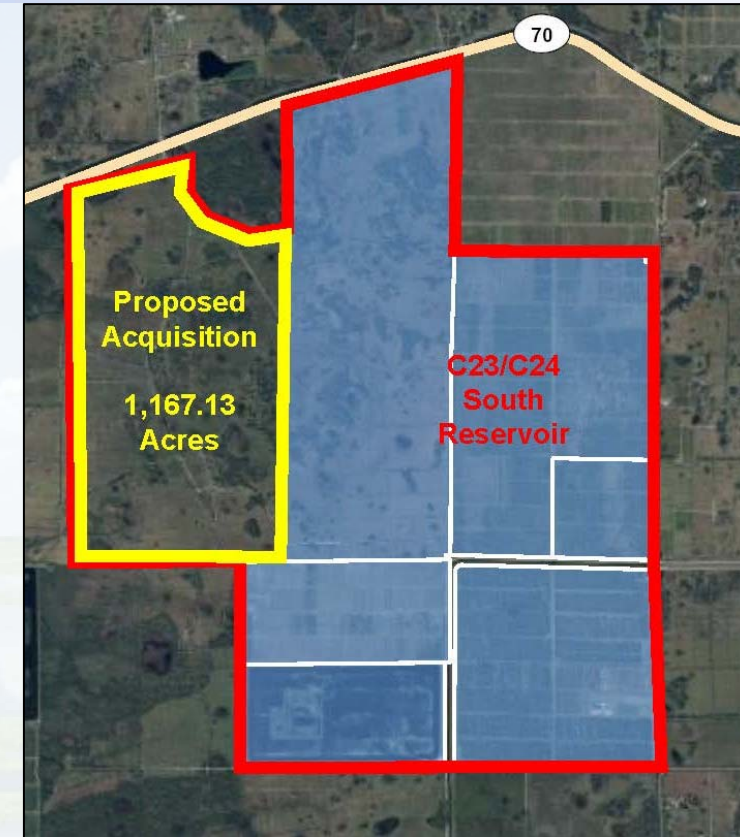 70
Proposed
Acquisition
1,167.13
Acres
C23/C24
South
Reservoir